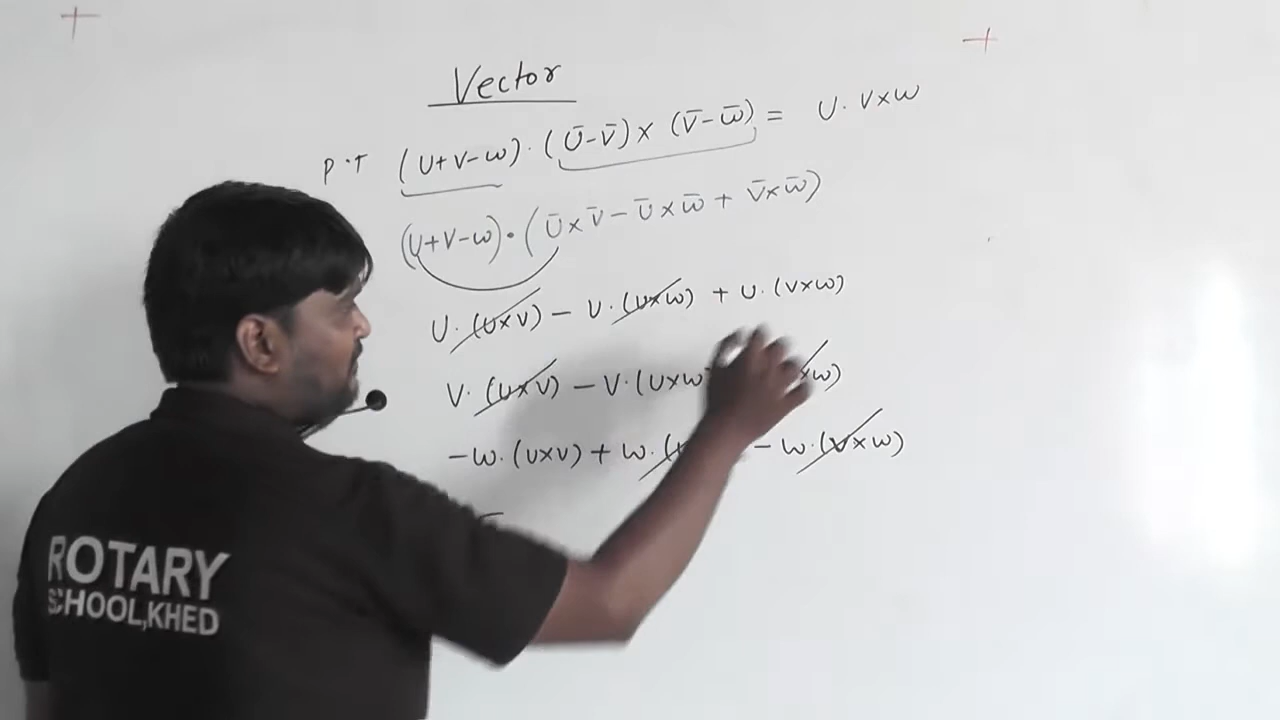 Vector
P.T (U+V-w)·(Ū-V̄)×(V̄-w̄) = U·V×w
(U+V-w)·(Ū×V̄-Ū×w̄+V̄×w̄)
U·(U×V) - U·(U×w) + U·(V×w)
V·(U×V) - V·(U×w ×w)
-w·(U×V) + w·( - w·(V×w)
ROTARY
SCHOOL,KHED